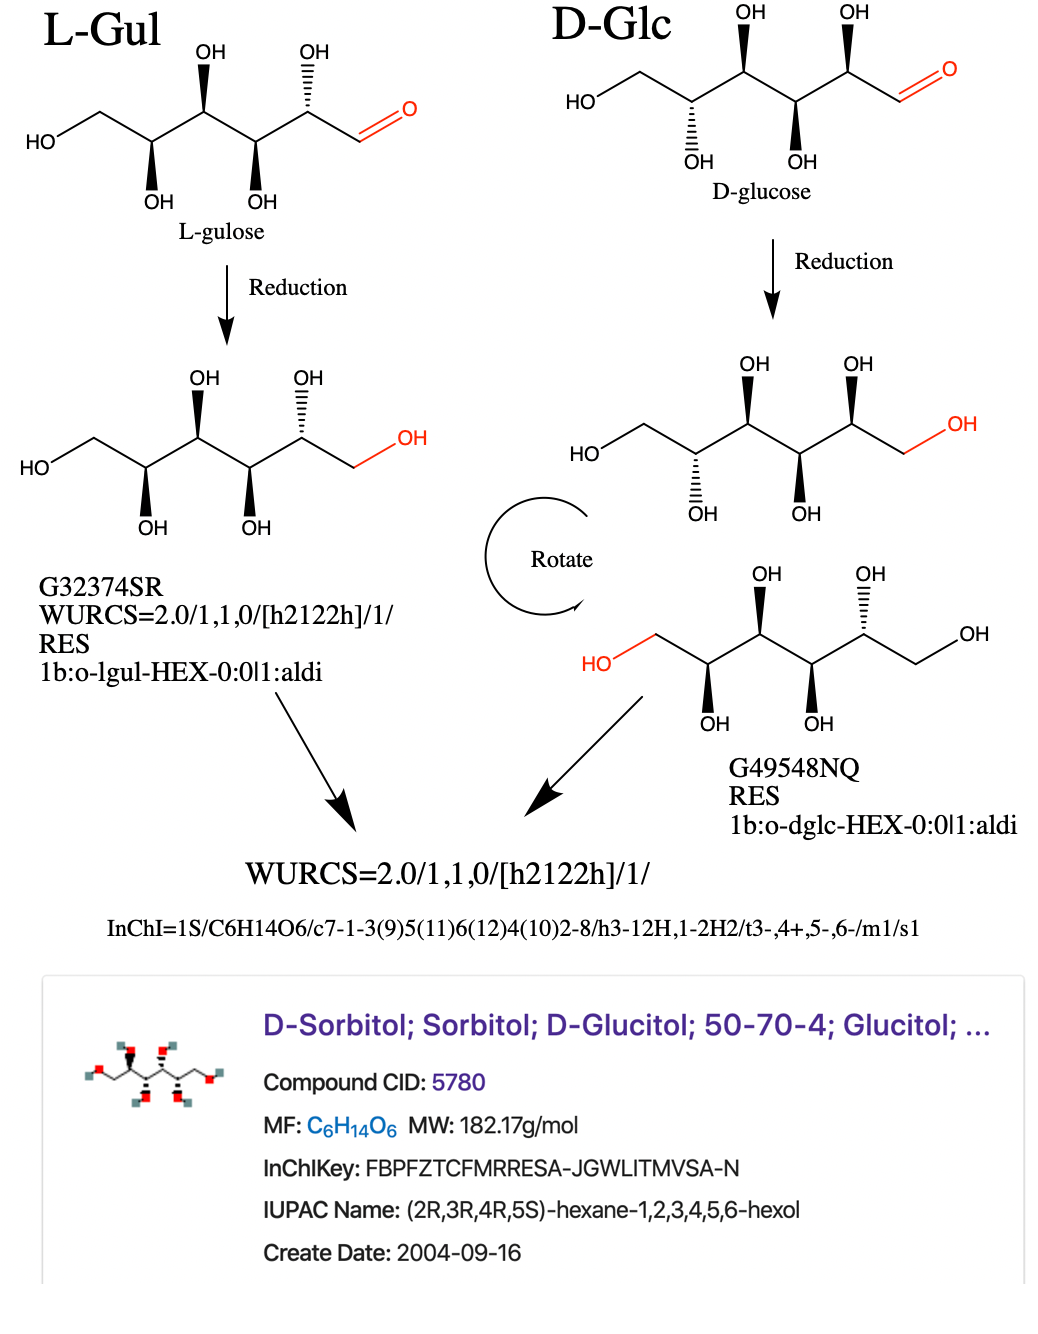 L-Gul
OH
OH
O
HO
OH
OH
L-gulose
Reduction
OH
OH
OH
HO
OH
OH
G32374SR
WURCS=2.0/1,1,0/[h2122h]/1/
RES
1b:o-lgul-HEX-0:0|1:aldi
D-Glc
OH
OH
O
HO
OH
OH
D-glucose
Reduction
OH
OH
OH
HO
OH
OH
Rotate
OH
OH
OH
HO
OH
OH
G49548NQ
RES
1b:o-dglc-HEX-0:0|1:aldi
WURCS=2.0/1,1,0/[h2122h]/1/
InChI=1S/C6H14O6/c7-1-3(9)5(11)6(12)4(10)2-8/h3-12H,1-2H2/t3-,4+,5-,6-/m1/s1
D-Sorbitol; Sorbitol; D-Glucitol; 50-70-4; Glucitol; ...
Compound CID: 5780
MF: C₆H₁₄O₆ MW: 182.17g/mol
InChIKey: FBPFZTCFMRRESA-JGWLITMVSA-N
IUPAC Name: (2R,3R,4R,5S)-hexane-1,2,3,4,5,6-hexol
Create Date: 2004-09-16